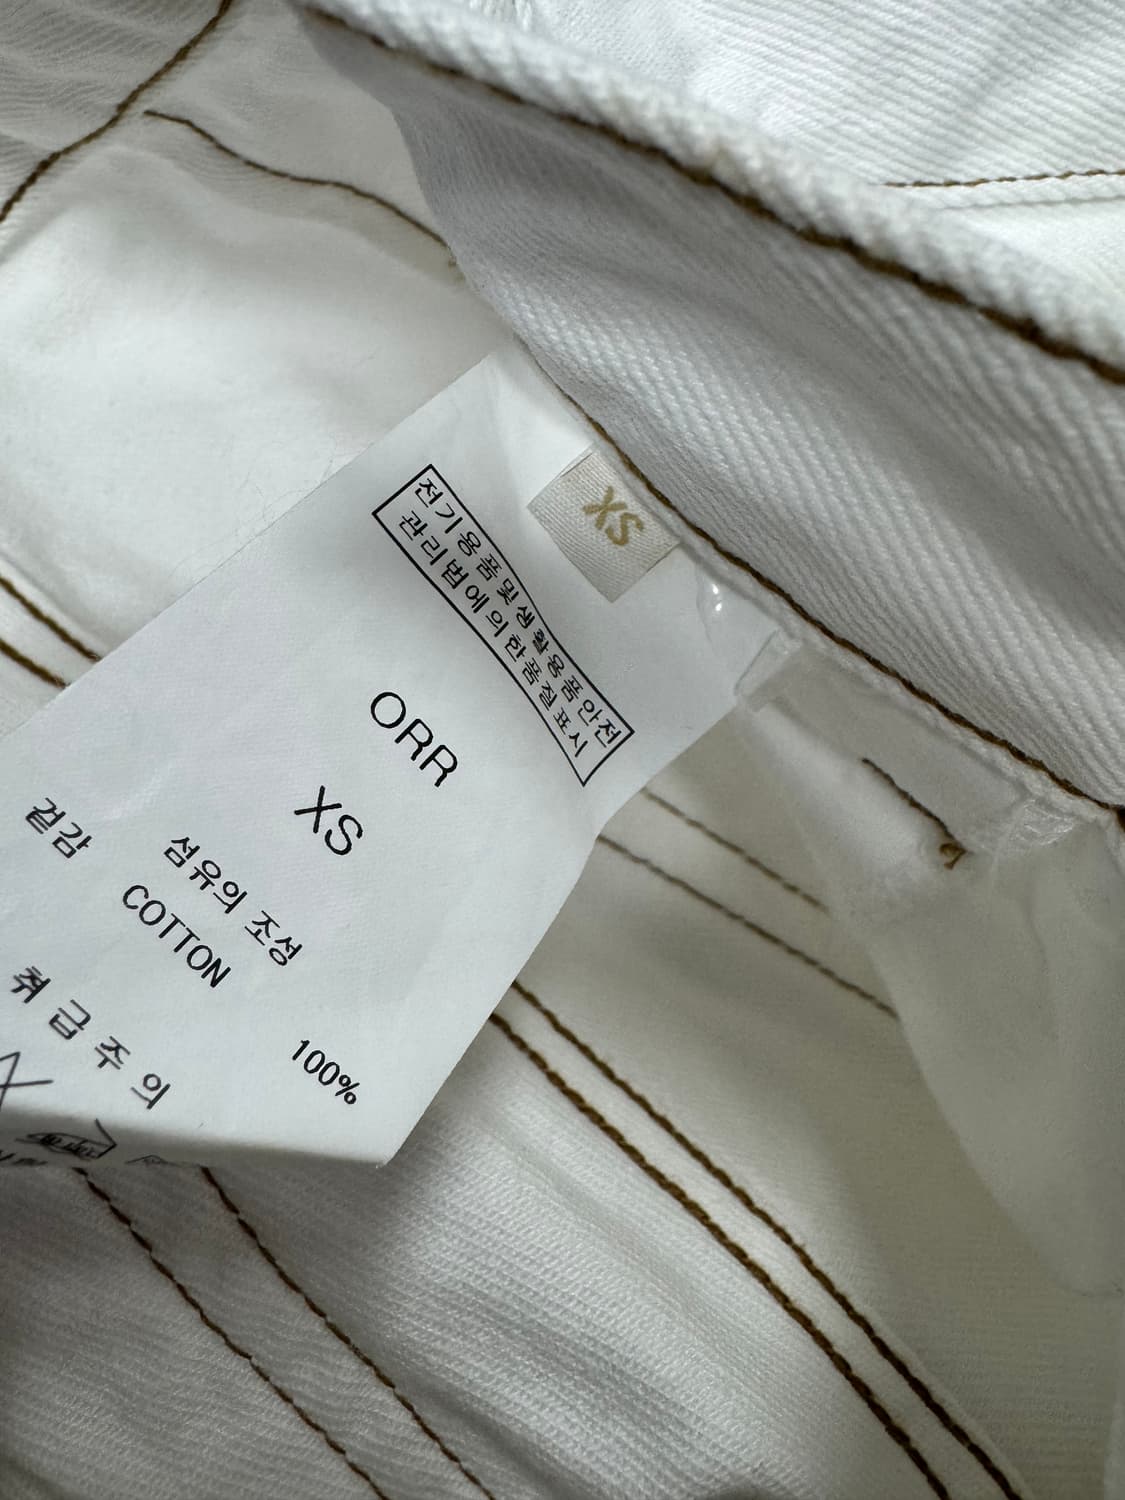 XS
전기용품및생활용품안전
관리법에의한품질표시
ORR
XS
섬유의 조성
겉감 COTTON 100%
취급주의